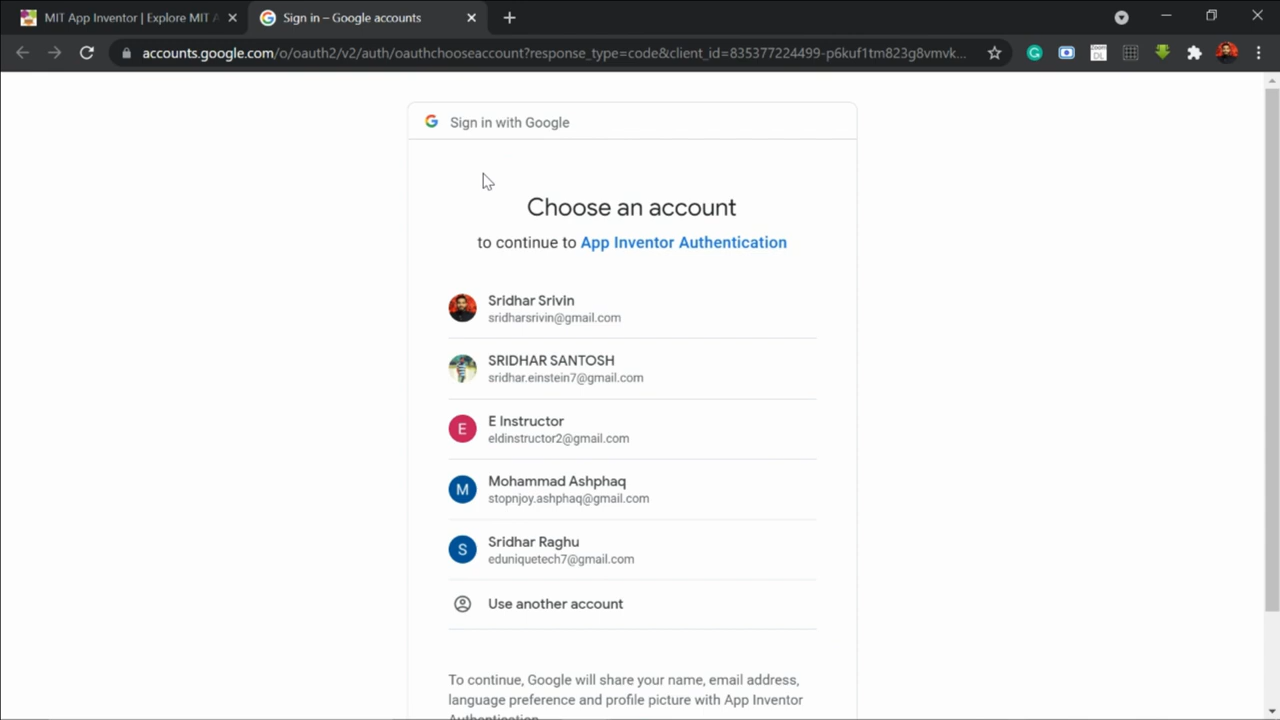 MIT App Inventor | Explore MIT A
Sign in – Google accounts
accounts.google.com/o/oauth2/v2/auth/oauthchooseaccount?response_type=code&client_id=835377224499-p6kuf1tm823g8vmvk...
Zoom
DL
Sign in with Google
Choose an account
to continue to App Inventor Authentication
Sridhar Srivin
sridharsrivin@gmail.com
SRIDHAR SANTOSH
sridhar.einstein7@gmail.com
E
E Instructor
eldinstructor2@gmail.com
M
Mohammad Ashphaq
stopnjoy.ashphaq@gmail.com
S
Sridhar Raghu
eduniquetech7@gmail.com
Use another account
To continue, Google will share your name, email address,
language preference and profile picture with App Inventor
Authentication